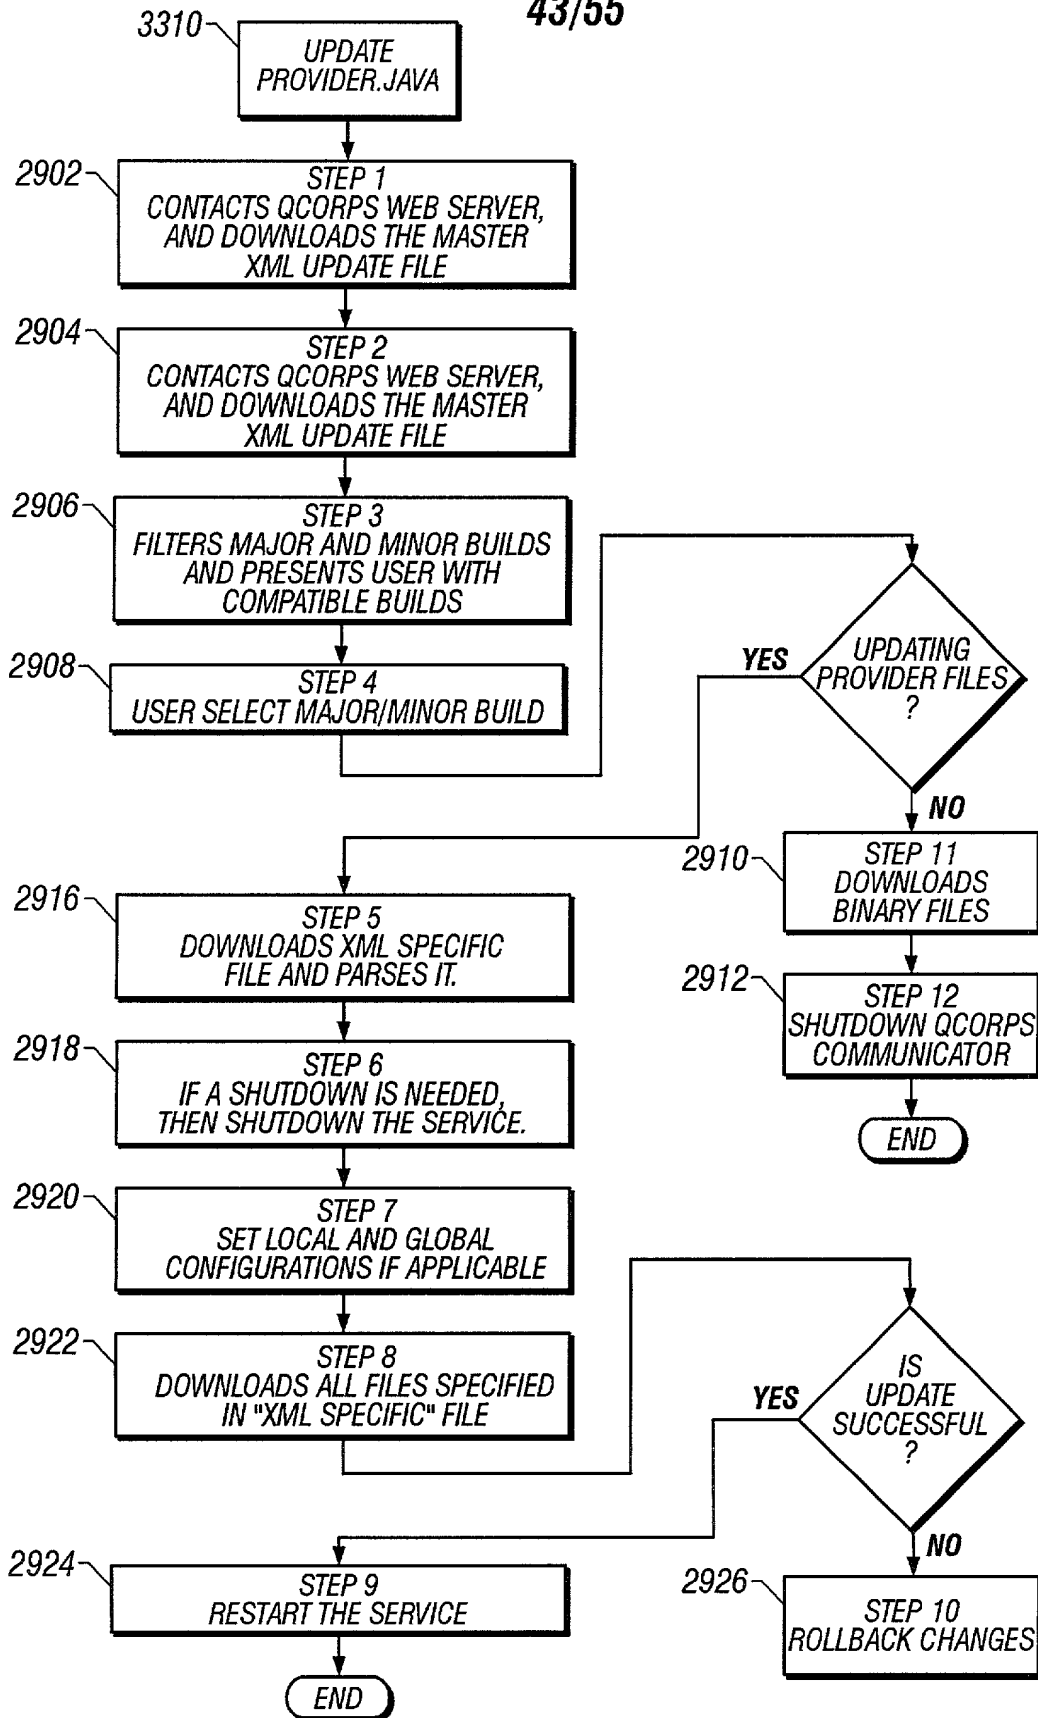 43/55
3310
UPDATE
PROVIDER.JAVA
2902
STEP 1
CONTACTS QCORPS WEB SERVER,
AND DOWNLOADS THE MASTER
XML UPDATE FILE
2904
STEP 2
CONTACTS QCORPS WEB SERVER,
AND DOWNLOADS THE MASTER
XML UPDATE FILE
2906
STEP 3
FILTERS MAJOR AND MINOR BUILDS
AND PRESENTS USER WITH
COMPATIBLE BUILDS
2908
STEP 4
USER SELECT MAJOR/MINOR BUILD
UPDATING
PROVIDER FILES
?
YES
NO
2910
STEP 11
DOWNLOADS
BINARY FILES
2912
STEP 12
SHUTDOWN QCORPS
COMMUNICATOR
END
2916
STEP 5
DOWNLOADS XML SPECIFIC
FILE AND PARSES IT.
2918
STEP 6
IF A SHUTDOWN IS NEEDED,
THEN SHUTDOWN THE SERVICE.
2920
STEP 7
SET LOCAL AND GLOBAL
CONFIGURATIONS IF APPLICABLE
2922
STEP 8
DOWNLOADS ALL FILES SPECIFIED
IN "XML SPECIFIC" FILE
IS
UPDATE
SUCCESSFUL
?
YES
NO
2924
STEP 9
RESTART THE SERVICE
END
2926
STEP 10
ROLLBACK CHANGES